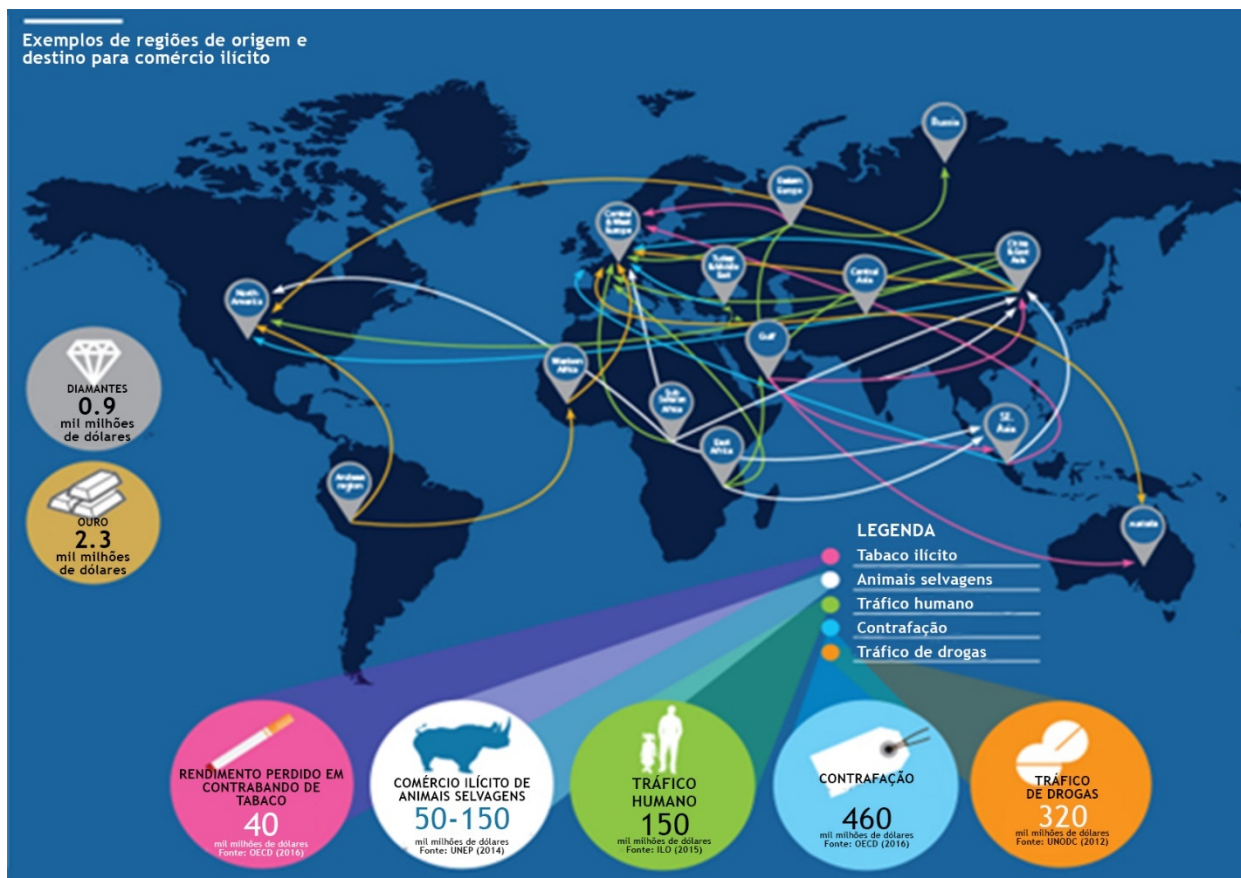 Exemplos de regiões de origem e
destino para comércio ilícito
Russia
Eastern
Europe
Central
& West
Europe
China
& East
Asia
Turkey
& Middle
East
Central
Asia
North
America
Gulf
Western
Africa
Sub
Saharan
Africa
East
Africa
SE.
Asia
Andean
region
Australia
DIAMANTES
0.9
mil milhões
de dólares
OURO
2.3
mil milhões
de dólares
LEGENDA
Tabaco ilícito
Animais selvagens
Tráfico humano
Contrafação
Tráfico de drogas
RENDIMENTO PERDIDO EM
CONTRABANDO DE
TABACO
40
mil milhões de dólares
Fonte: OECD (2016)
COMÉRCIO ILÍCITO DE
ANIMAIS SELVAGENS
50-150
mil milhões de dólares
Fonte: UNEP (2014)
TRÁFICO
HUMANO
150
mil milhões de dólares
Fonte: ILO (2015)
CONTRAFAÇÃO
460
mil milhões de dólares
Fonte: OECD (2016)
TRÁFICO
DE DROGAS
320
mil milhões de dólares
Fonte: UNODC (2012)